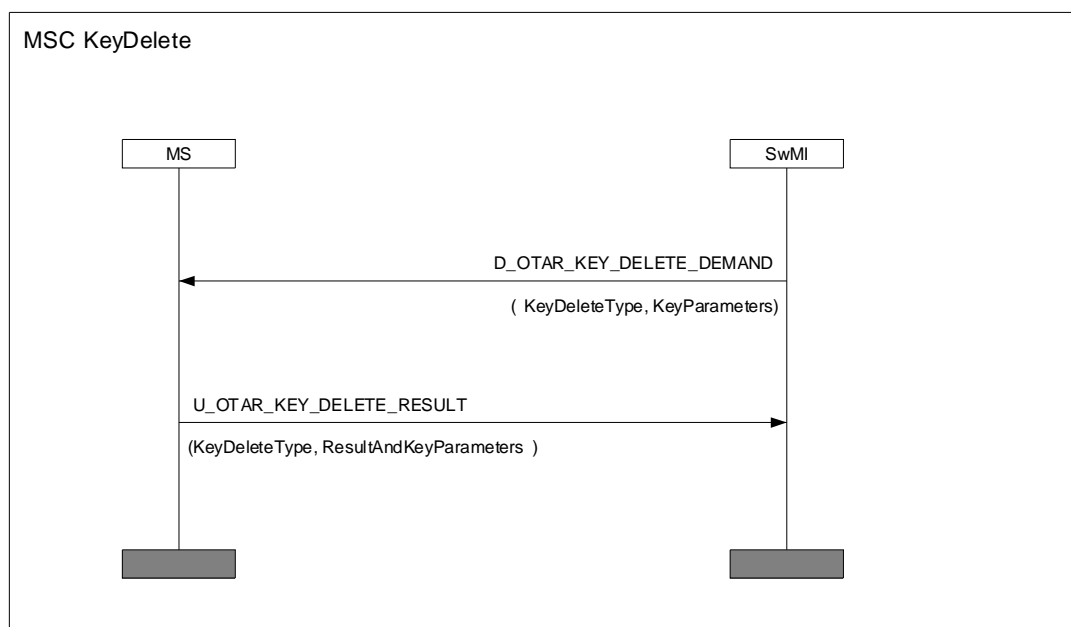 MSC KeyDelete
MS
SwMI
D_OTAR_KEY_DELETE_DEMAND
( KeyDeleteType, KeyParameters)
U_OTAR_KEY_DELETE_RESULT
(KeyDeleteType, ResultAndKeyParameters )